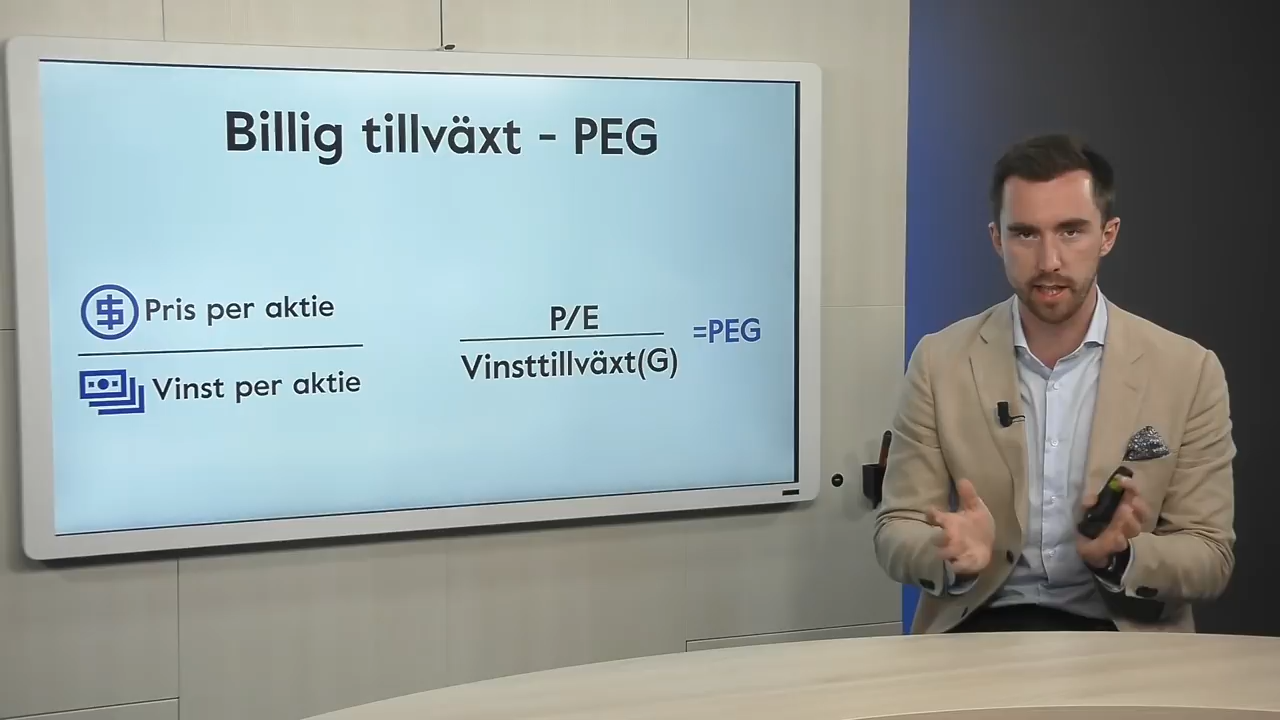 Billig tillväxt - PEG
Pris per aktie
Vinst per aktie
P/E
Vinsttillväxt(G)
=PEG